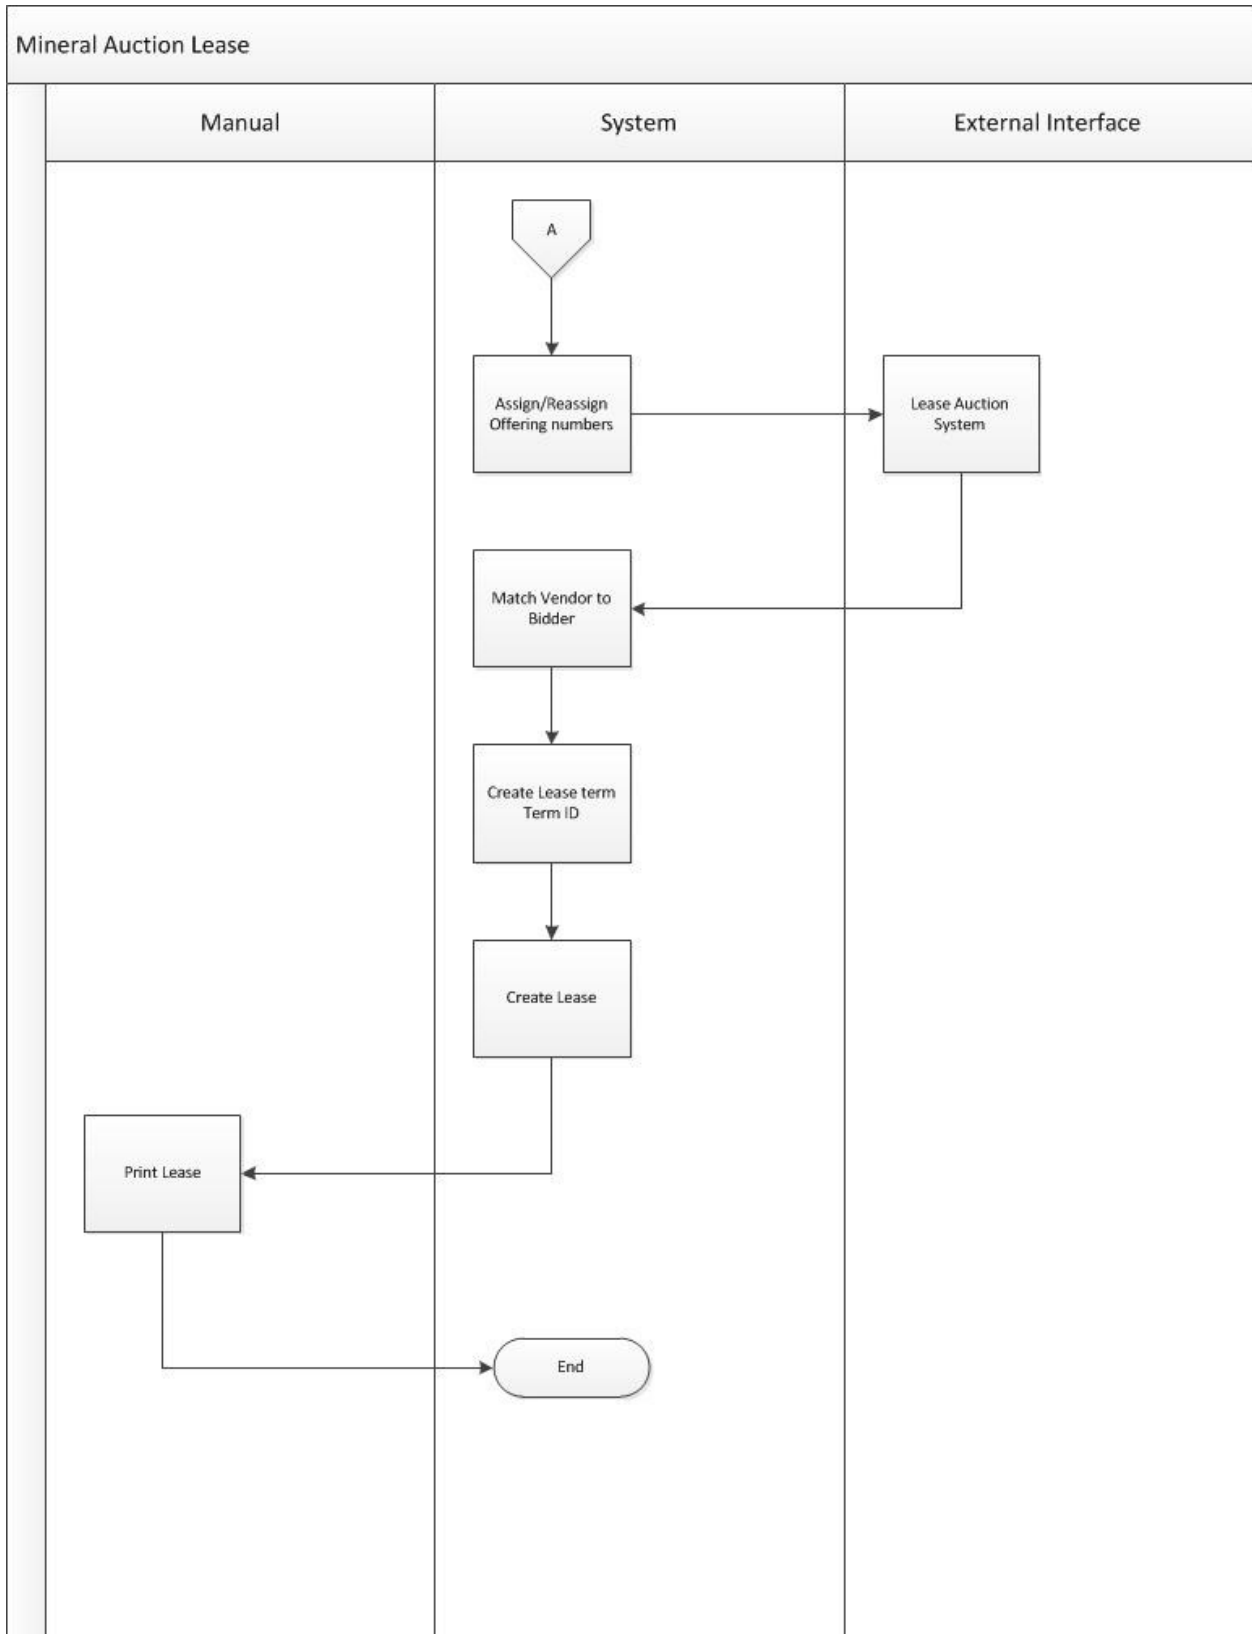 Mineral Auction Lease
Manual
System
External Interface
A
Assign/Reassign
Offering numbers
Lease Auction
System
Match Vendor to
Bidder
Create Lease term
Term ID
Create Lease
Print Lease
End